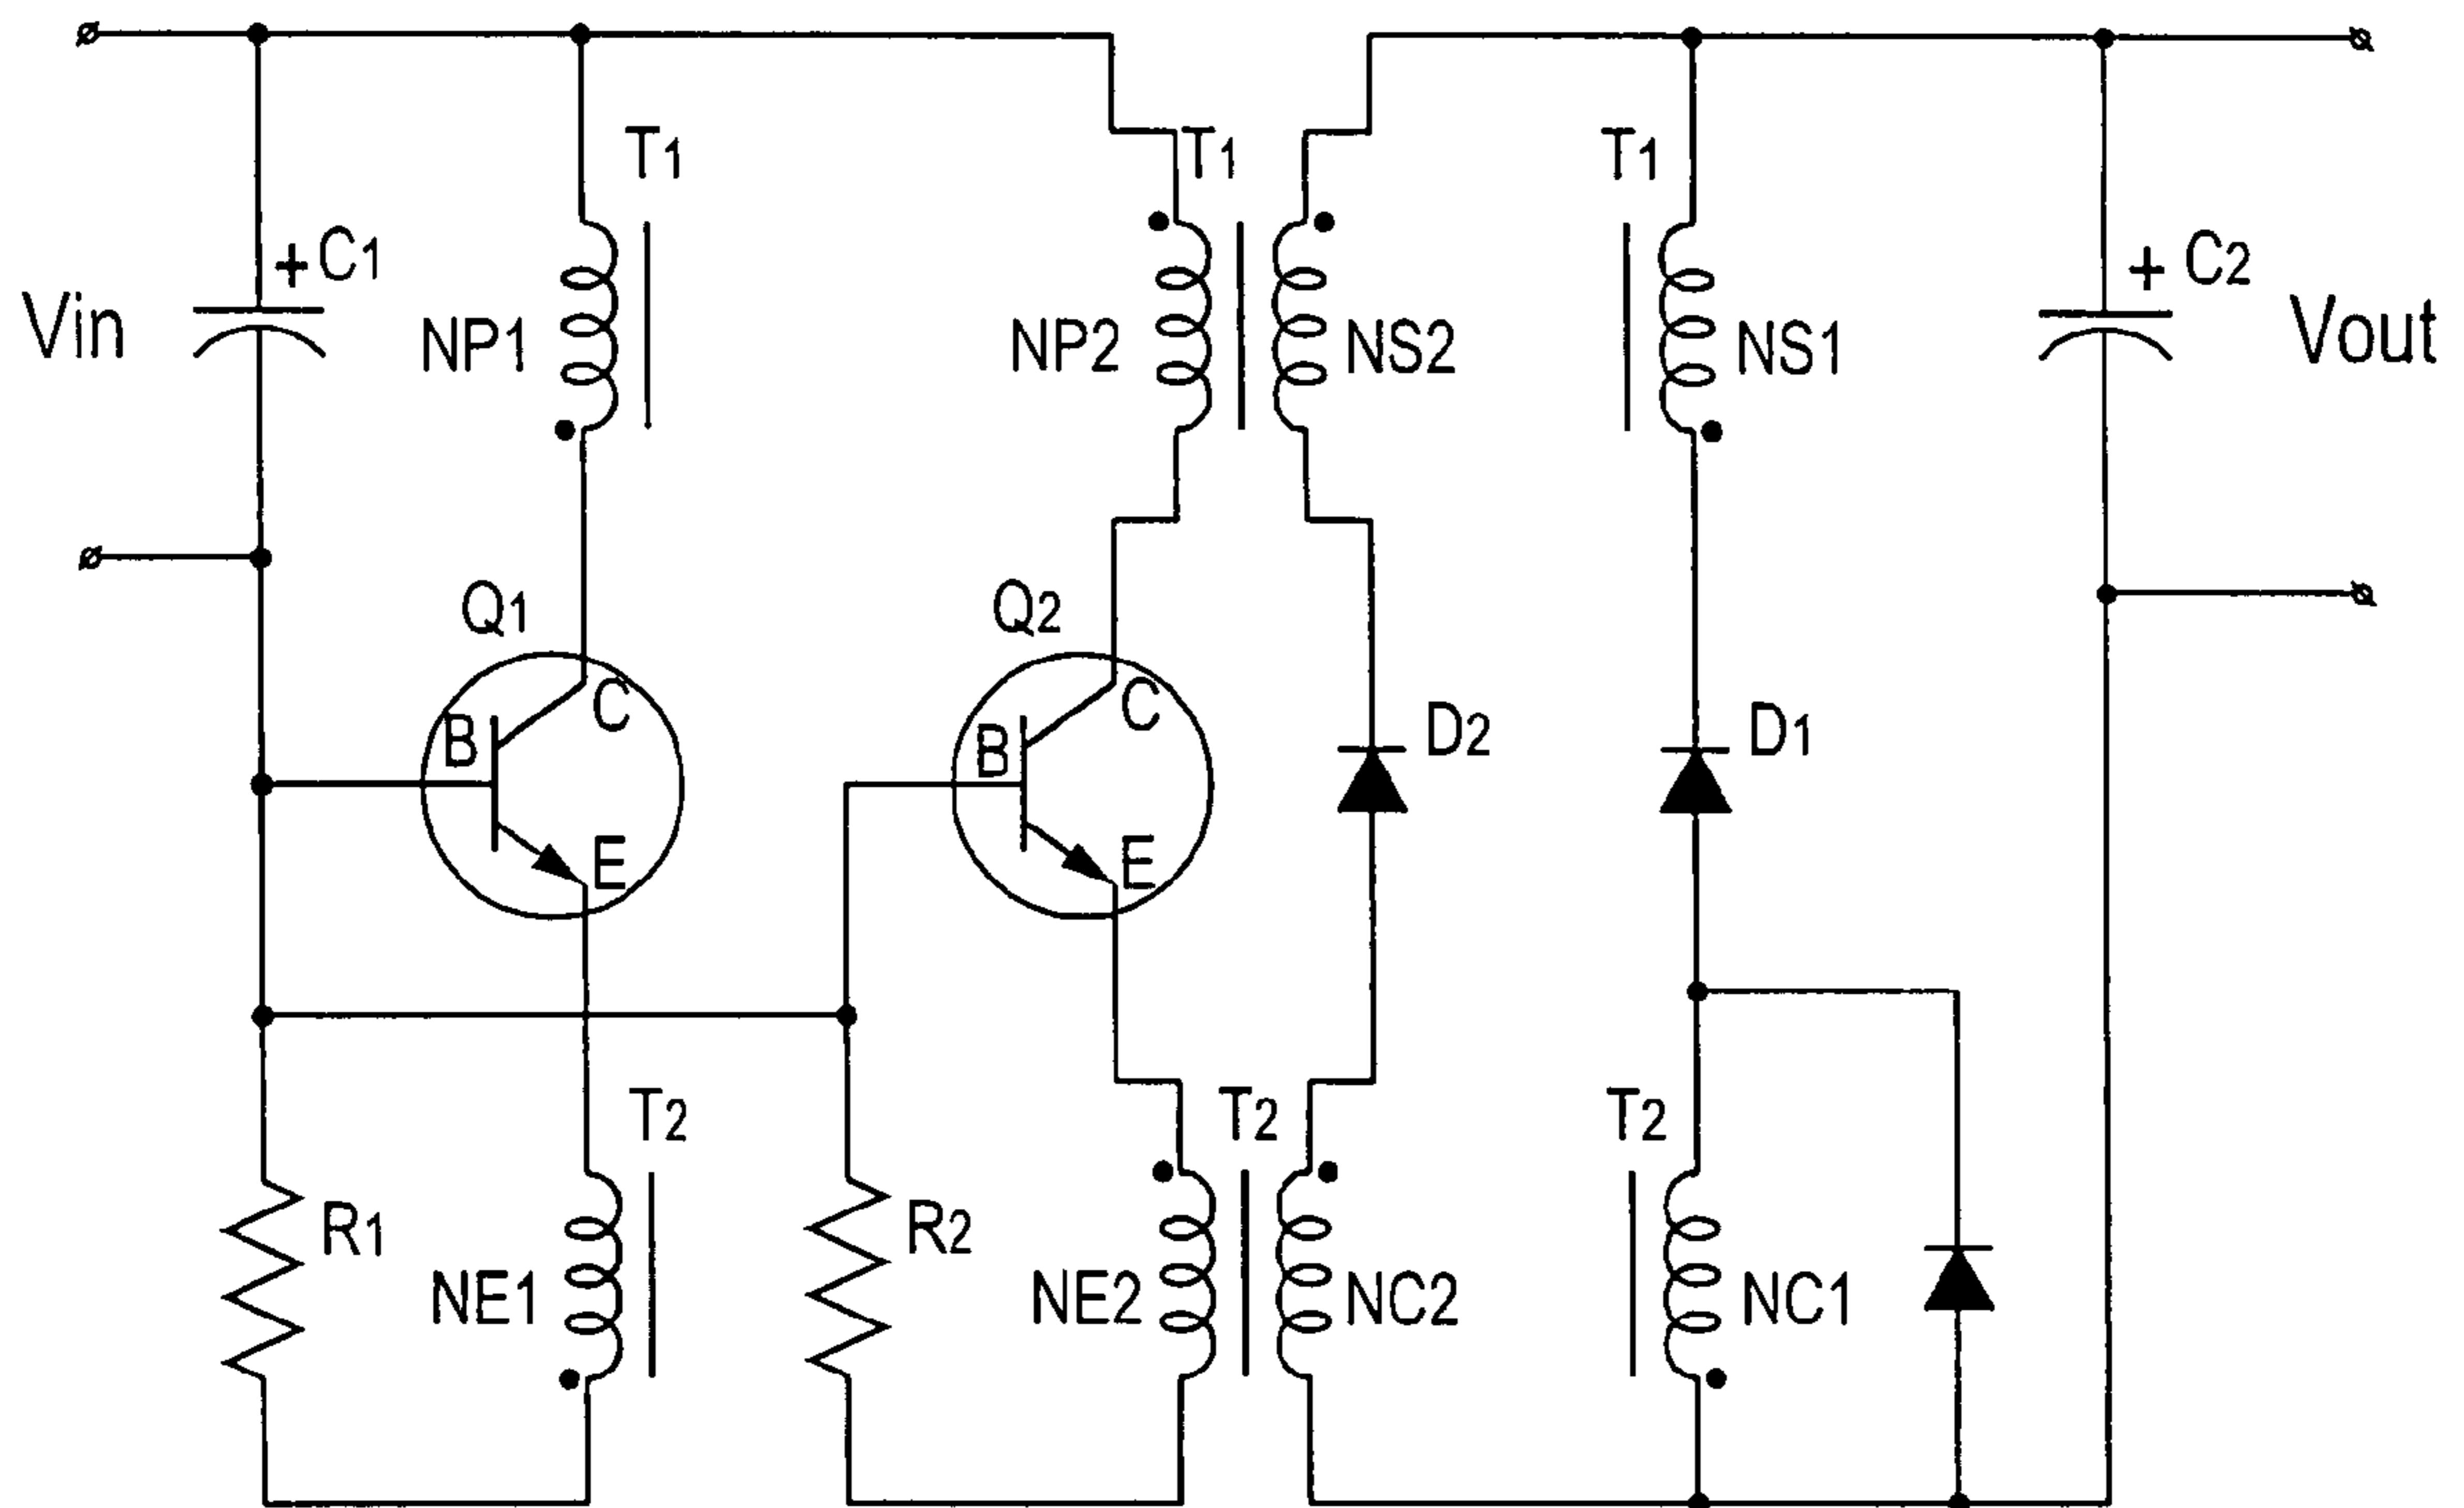 T1
T1
T1
+
C1
+
C2
Vin
NP1
NP2
NS2
NS1
Vout
Q1
Q2
B
C
B
C
D2
D1
E
E
T2
T2
T2
R1
NE1
R2
NE2
NC2
NC1